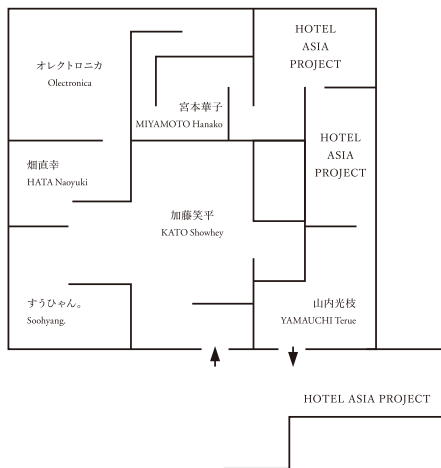 オレクトロニカ
Olectronica
HOTEL
ASIA
PROJECT
宮本華子
MIYAMOTO Hanako
HOTEL
ASIA
PROJECT
畑直幸
HATA Naoyuki
加藤笑平
KATO Showhey
すうひゃん。
Soohyang.
山内光枝
YAMAUCHI Terue
HOTEL ASIA PROJECT